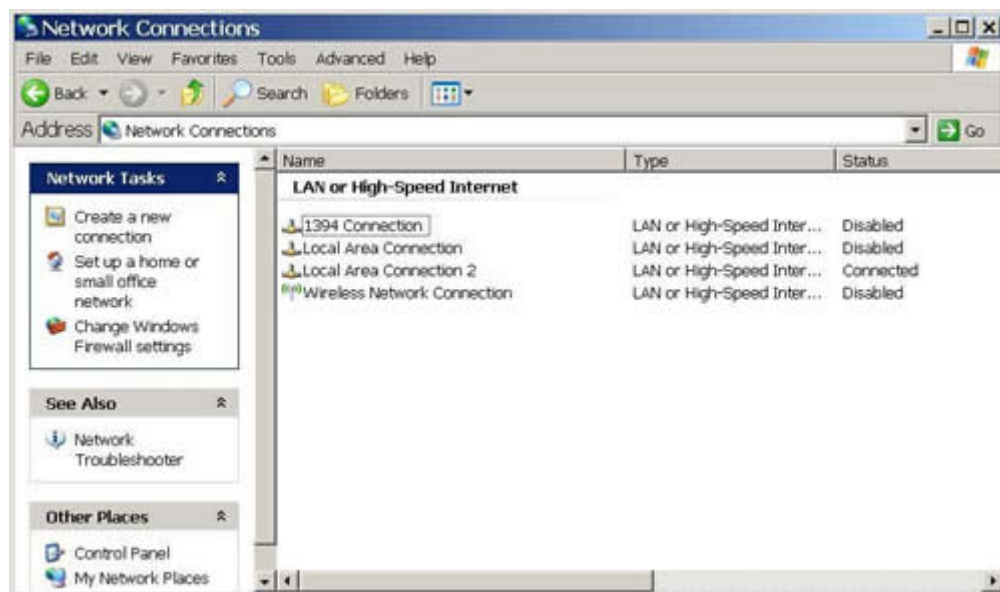 Network Connections
File Edit View Favorites Tools Advanced Help
Back Search Folders
Address Network Connections Go
Network Tasks
Create a new
connection
Set up a home or
small office
network
Change Windows
Firewall settings
See Also
Network
Troubleshooter
Other Places
Control Panel
My Network Places
Name Type Status
LAN or High-Speed Internet
1394 Connection LAN or High-Speed Inter... Disabled
Local Area Connection LAN or High-Speed Inter... Disabled
Local Area Connection 2 LAN or High-Speed Inter... Connected
Wireless Network Connection LAN or High-Speed Inter... Disabled